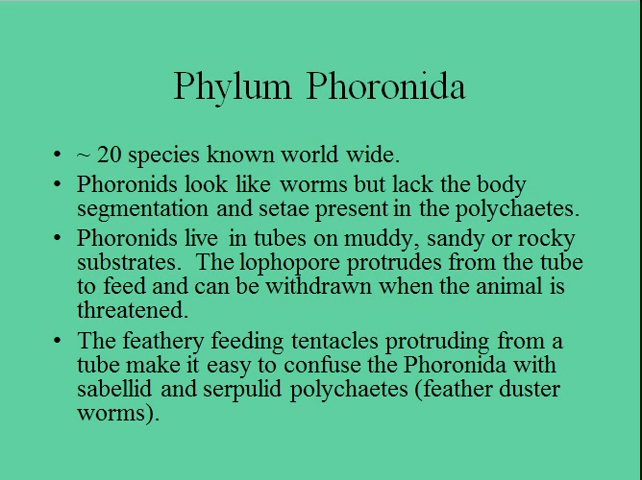 Phylum Phoronida
• ~ 20 species known world wide.
• Phoronids look like worms but lack the body
segmentation and setae present in the polychaetes.
• Phoronids live in tubes on muddy, sandy or rocky
substrates. The lophopore protrudes from the tube
to feed and can be withdrawn when the animal is
threatened.
• The feathery feeding tentacles protruding from a
tube make it easy to confuse the Phoronida with
sabellid and serpulid polychaetes (feather duster
worms).